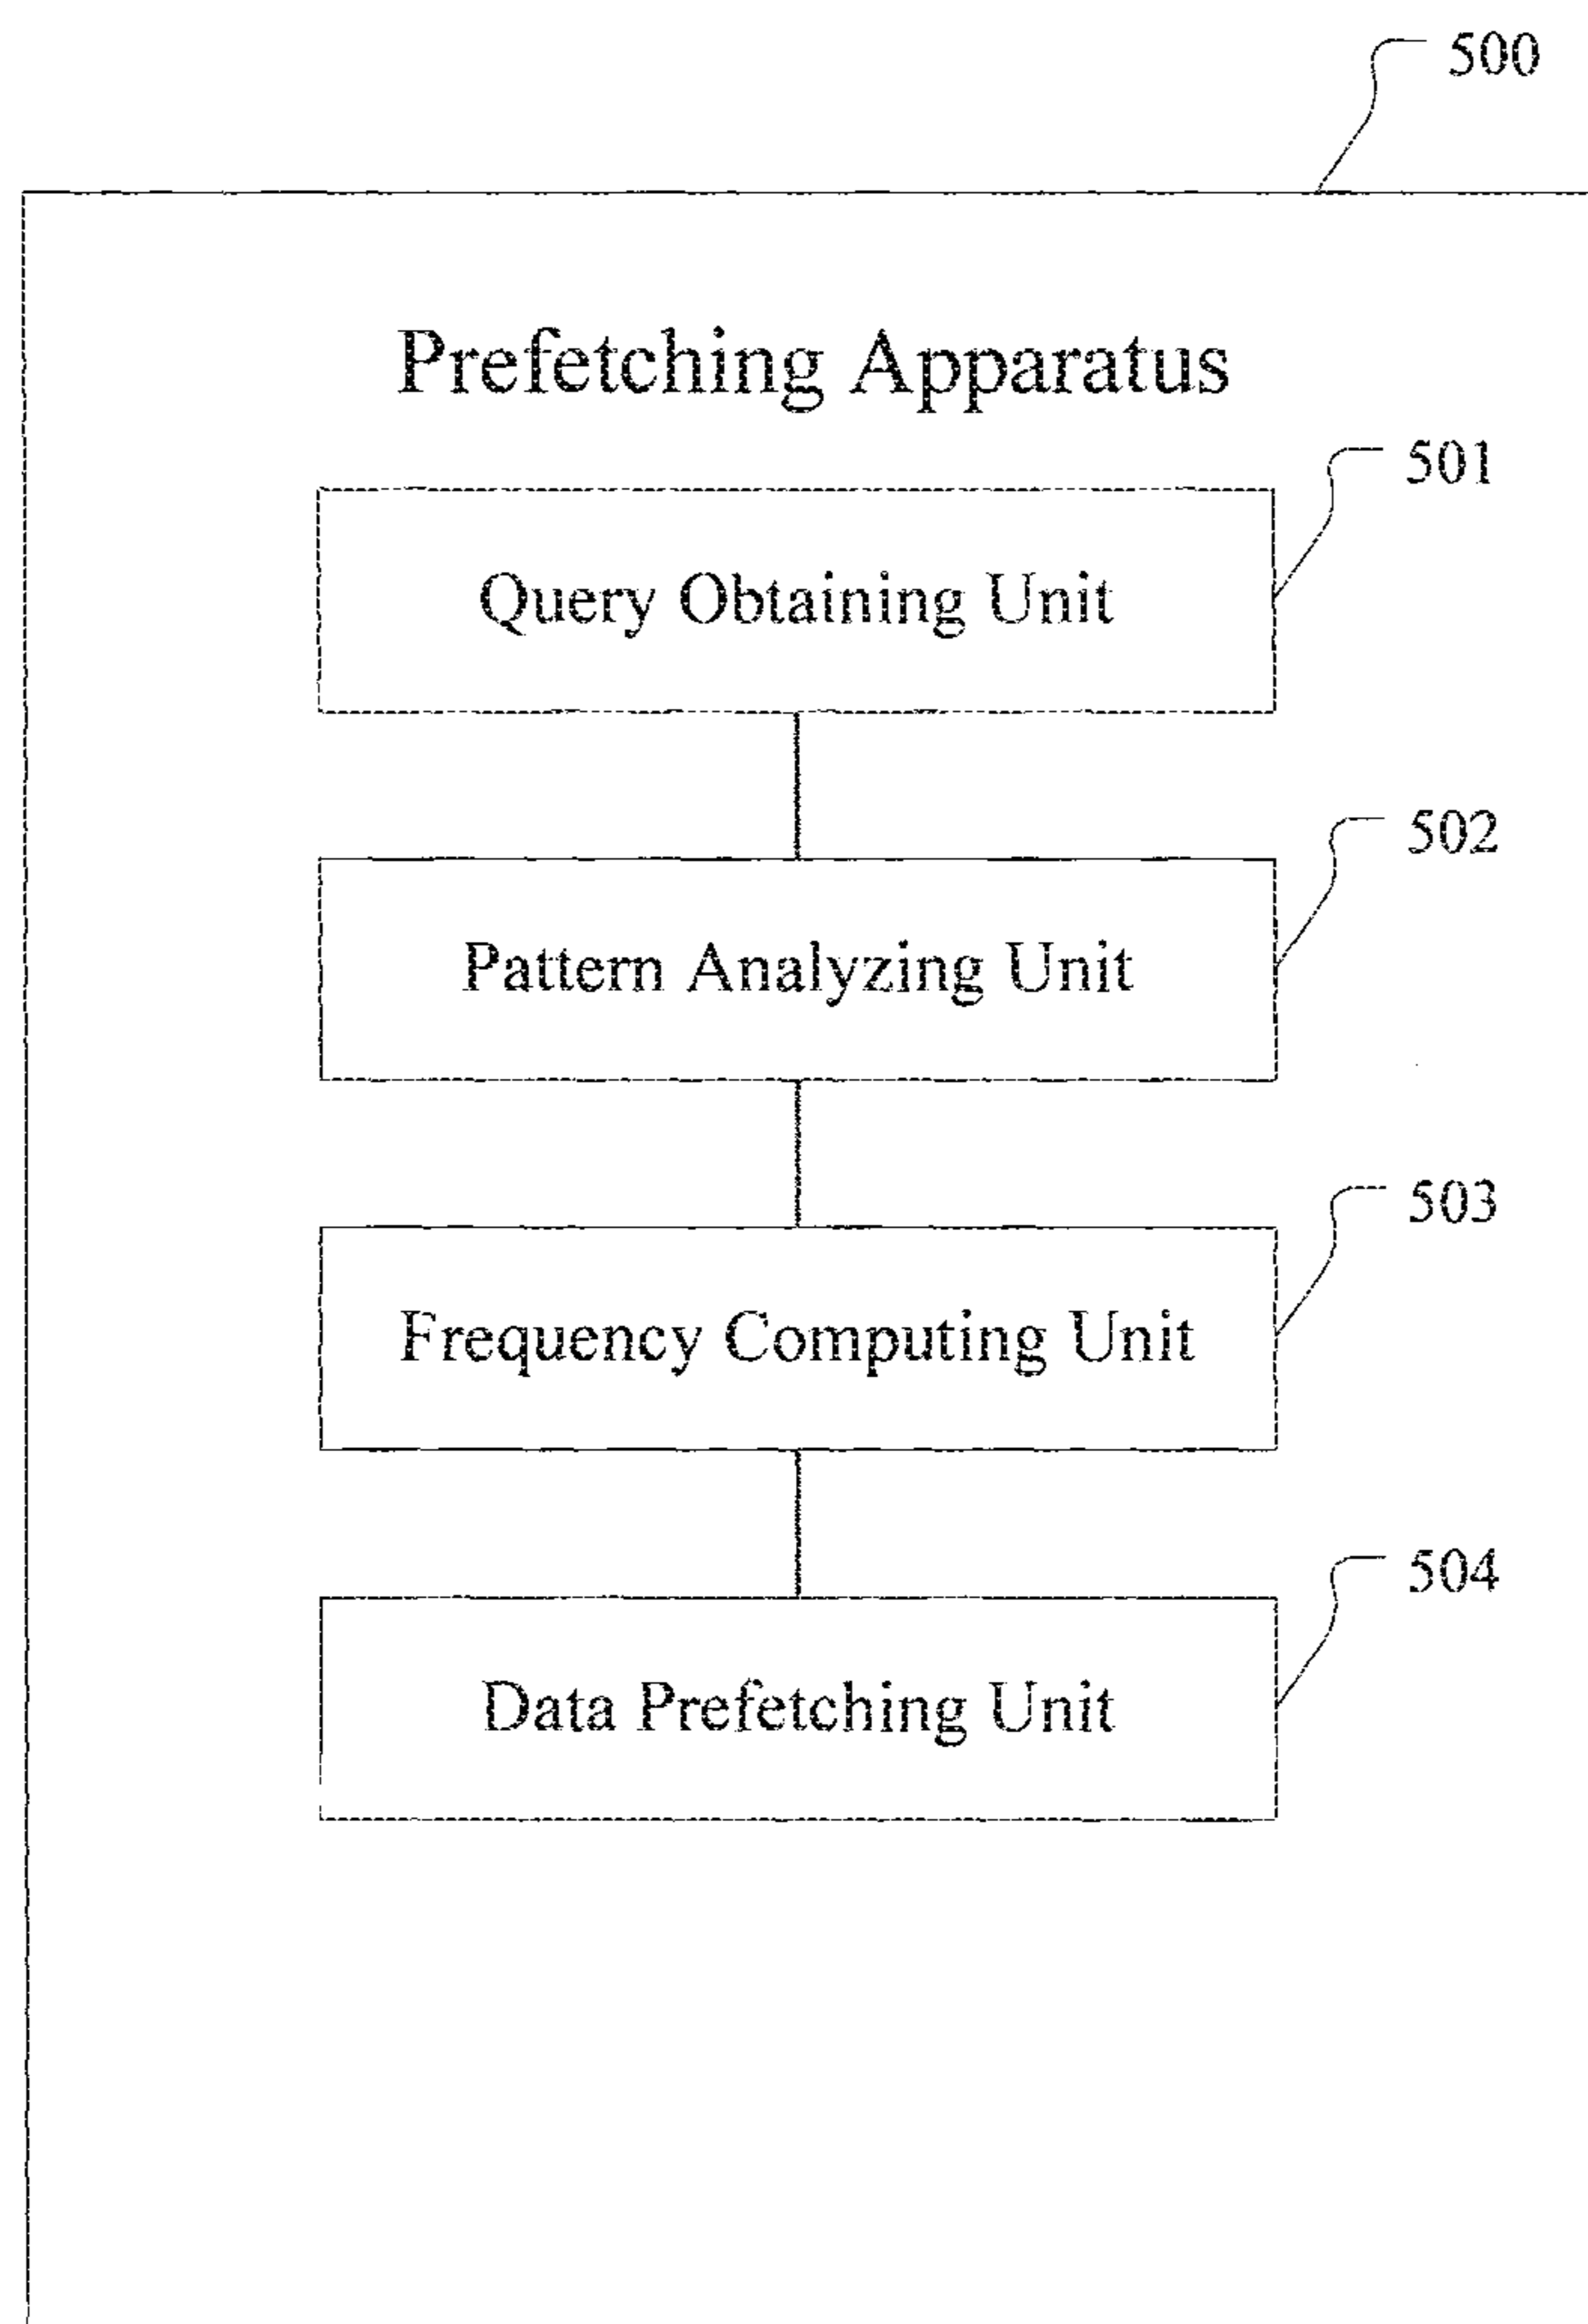 500
Prefetching Apparatus
501
Query Obtaining Unit
502
Pattern Analyzing Unit
503
Frequency Computing Unit
504
Data Prefetching Unit